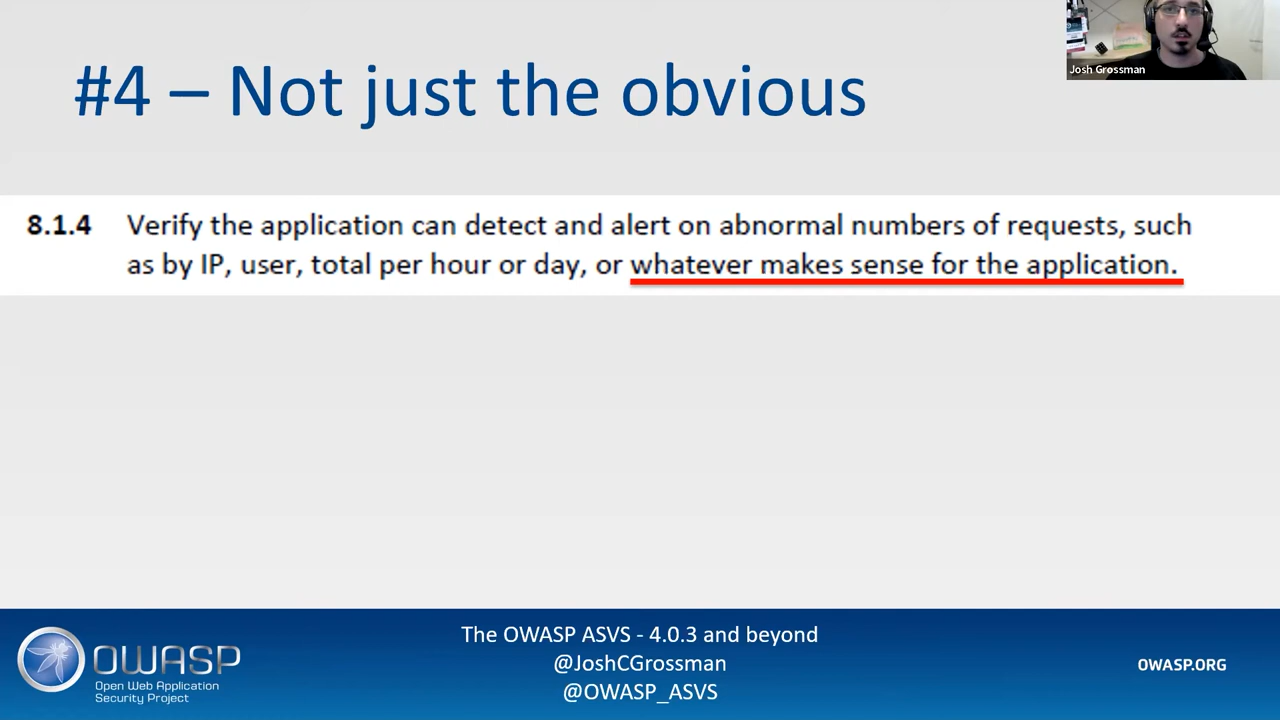 Josh Grossman
#4 – Not just the obvious
8.1.4 Verify the application can detect and alert on abnormal numbers of requests, such
as by IP, user, total per hour or day, or whatever makes sense for the application.
OWASP
Open Web Application
Security Project
The OWASP ASVS - 4.0.3 and beyond
@JoshCGrossman
@OWASP_ASVS
OWASP.ORG